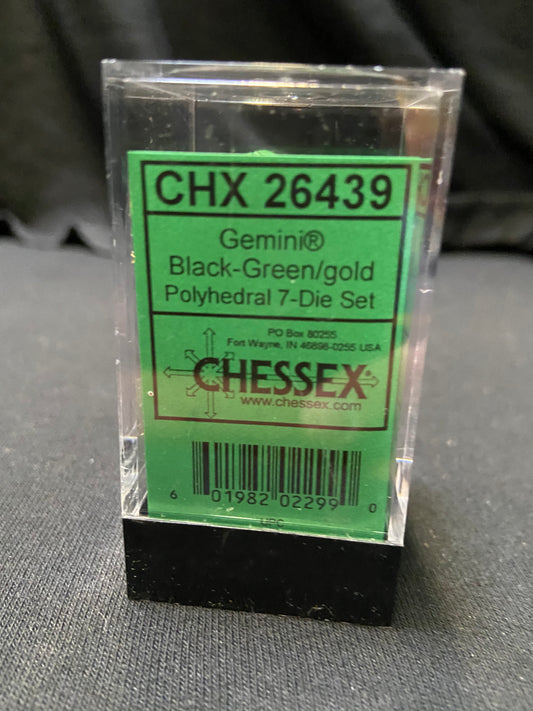 CHX 26439
Gemini®
Black-Green/gold
Polyhedral 7-Die Set
PO Box 80255
Fort Wayne, IN 46898-0255 USA
CHESSEX®
www.chessex.com
6 01982 02299 0
UPC